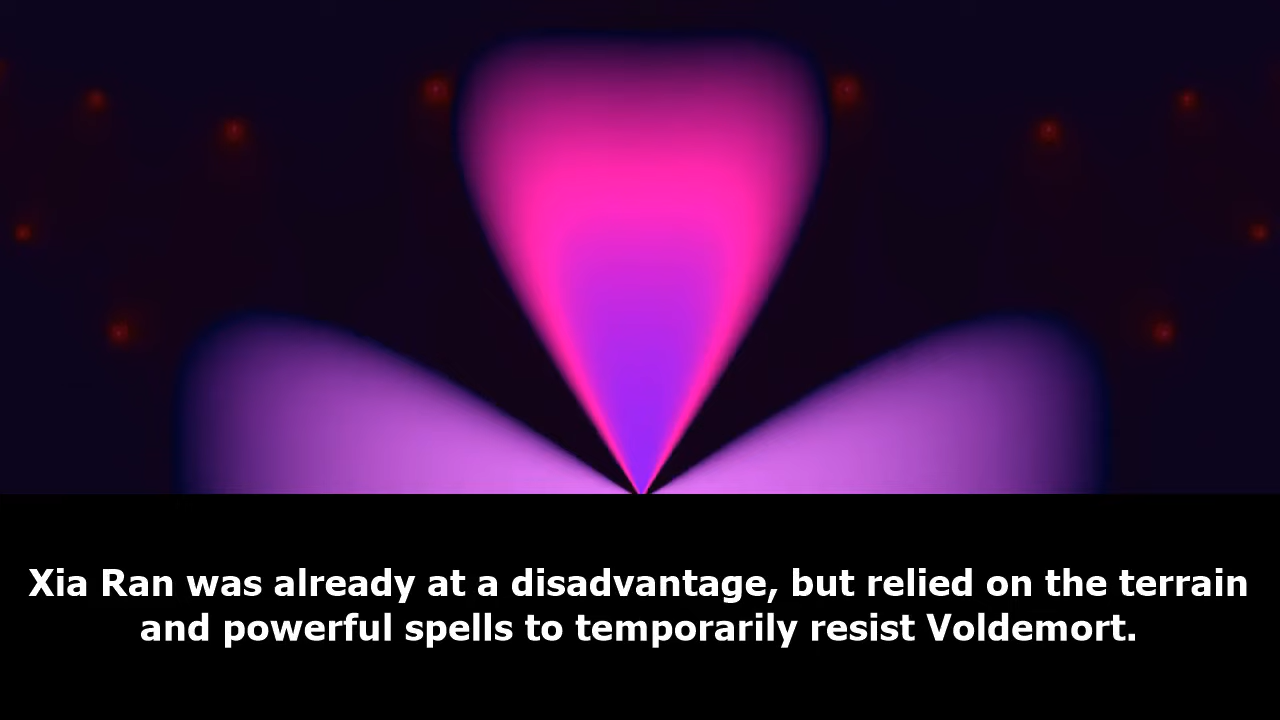 Xia Ran was already at a disadvantage, but relied on the terrain
and powerful spells to temporarily resist Voldemort.